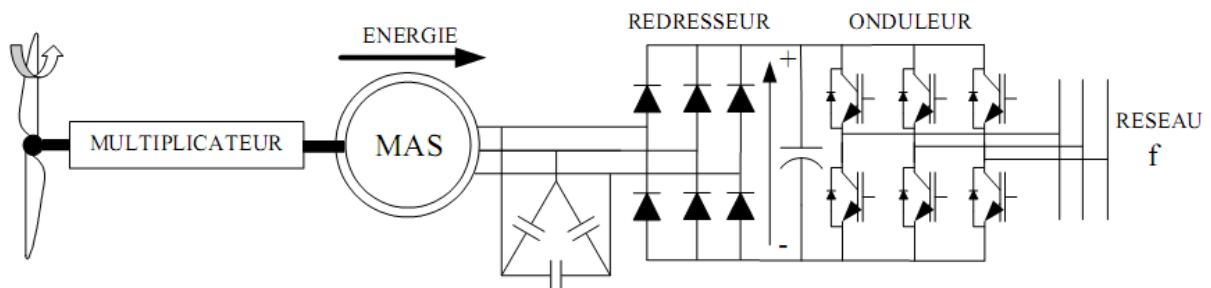 REDRESSEUR
ONDULEUR
ENERGIE
+
MULTIPLICATEUR
MAS
RESEAU
f
-